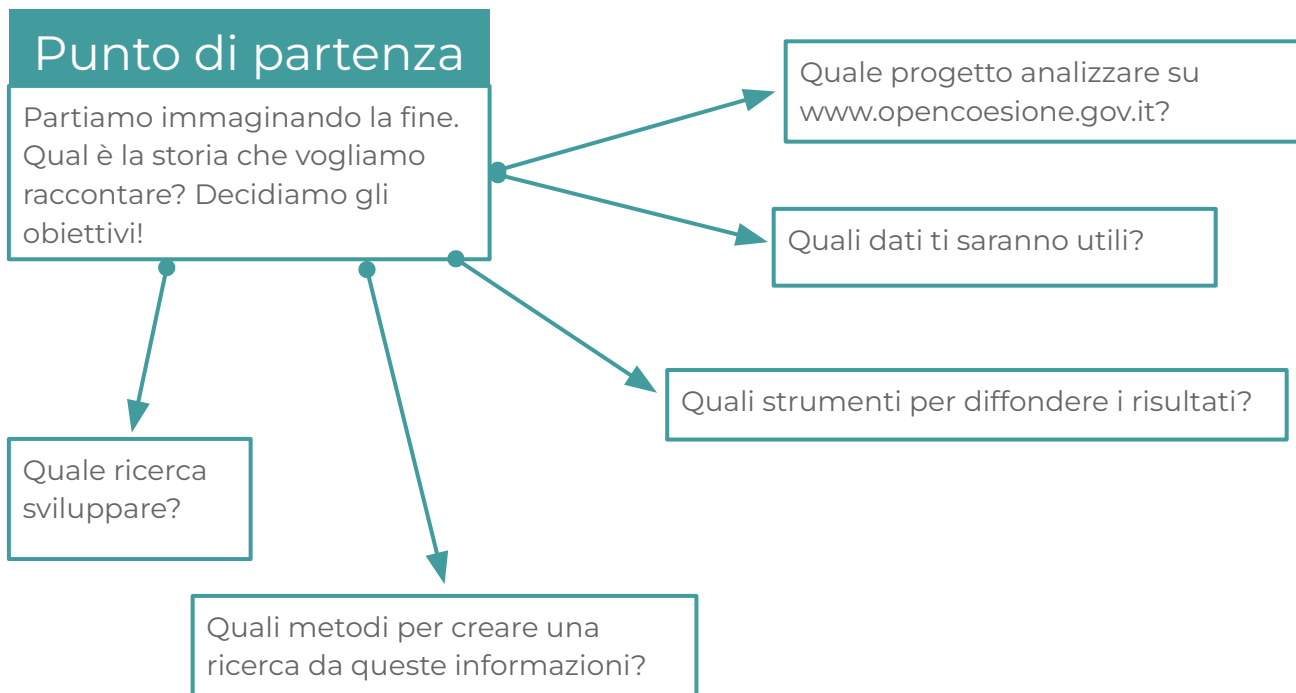 Punto di partenza
Partiamo immaginando la fine.
Qual è la storia che vogliamo
raccontare? Decidiamo gli
obiettivi!
Quale progetto analizzare su
www.opencoesione.gov.it?
Quali dati ti saranno utili?
Quali strumenti per diffondere i risultati?
Quale ricerca
sviluppare?
Quali metodi per creare una
ricerca da queste informazioni?